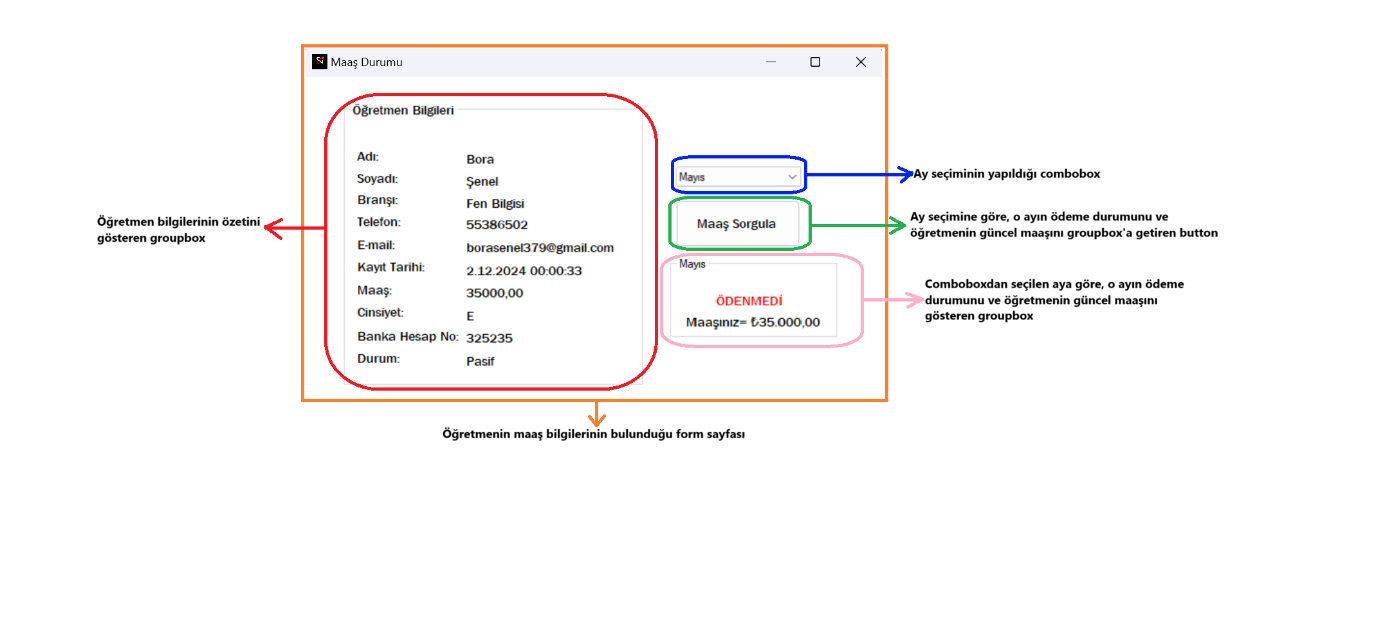 Maaş Durumu
Öğretmen Bilgileri
Adı: Bora
Soyadı: Şenel
Branşı: Fen Bilgisi
Telefon: 55386502
E-mail: borasenel379@gmail.com
Kayıt Tarihi: 2.12.2024 00:00:33
Maaş: 35000,00
Cinsiyet: E
Banka Hesap No: 325235
Durum: Pasif
Mayıs
Maaş Sorgula
Mayıs
ÖDENMEDİ
Maaşınız= ₺35.000,00
Öğretmen bilgilerinin özetini
gösteren groupbox
Ay seçiminin yapıldığı combobox
Ay seçimine göre, o ayın ödeme durumunu ve
öğretmenin güncel maaşını groupbox'a getiren button
Comboboxdan seçilen aya göre, o ayın ödeme
durumunu ve öğretmenin güncel maaşını
gösteren groupbox
Öğretmenin maaş bilgilerinin bulunduğu form sayfası